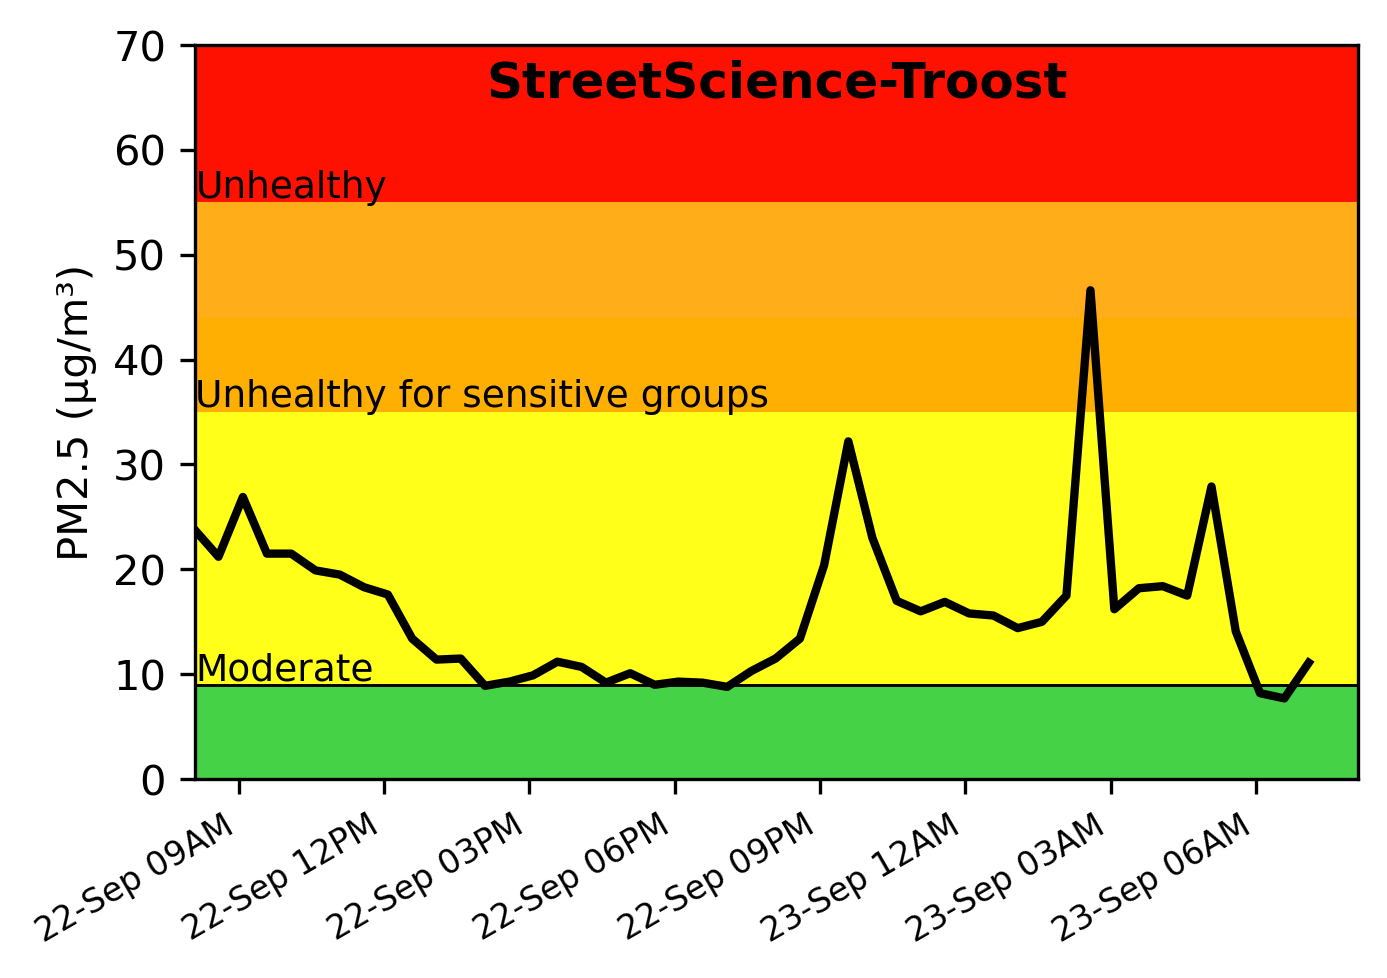 StreetScience-Troost
70
60
50
40
30
20
10
0
PM2.5 (µg/m³)
Unhealthy
Unhealthy for sensitive groups
Moderate
22-Sep 09AM
22-Sep 12PM
22-Sep 03PM
22-Sep 06PM
22-Sep 09PM
23-Sep 12AM
23-Sep 03AM
23-Sep 06AM